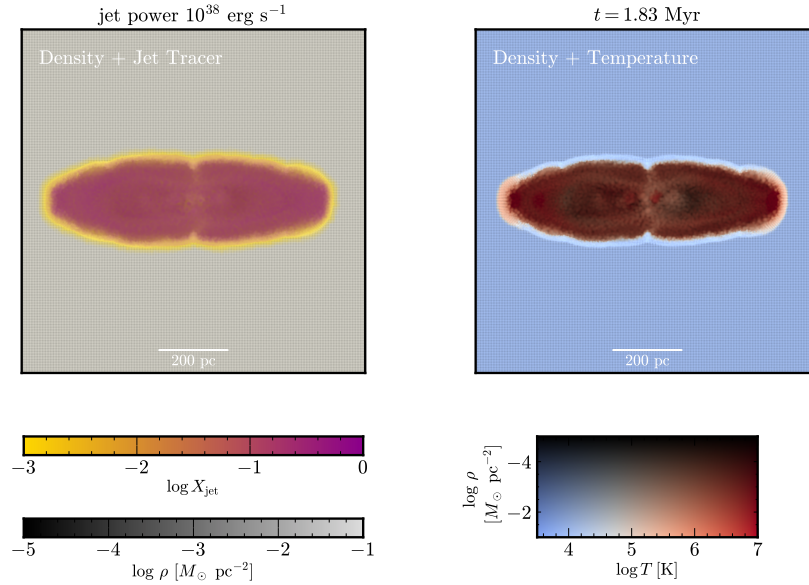 jet power 10³⁸ erg s⁻¹
t = 1.83 Myr
Density + Jet Tracer
Density + Temperature
200 pc
200 pc
−3 −2 −1 0
log X_jet
−5 −4 −3 −2 −1
log ρ [M_⊙ pc⁻²]
log ρ
[M_⊙ pc⁻²]
−4
−2
4 5 6 7
log T [K]